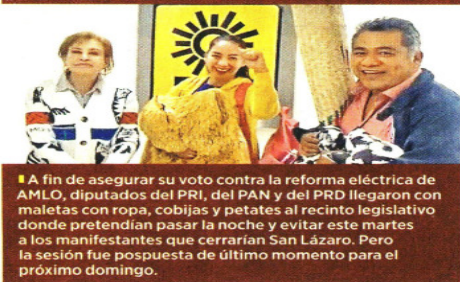 A fin de asegurar su voto contra la reforma eléctrica de
AMLO, diputados del PRI, del PAN y del PRD llegaron con
maletas con ropa, cobijas y petates al recinto legislativo
donde pretendían pasar la noche y evitar este martes
a los manifestantes que cerrarían San Lázaro. Pero
la sesión fue pospuesta de último momento para el
próximo domingo.